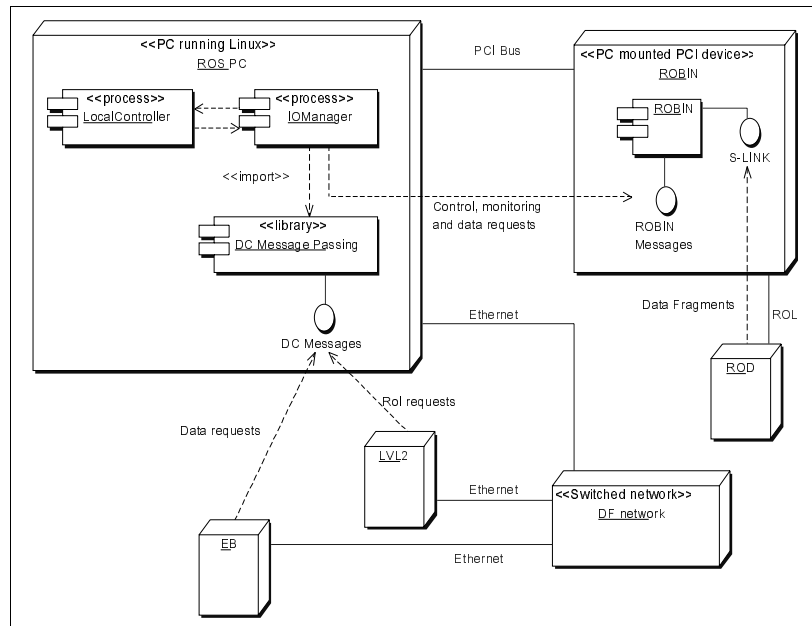 <<PC running Linux>>
ROS PC
<<process>>
LocalController
<<process>>
IOManager
<<import>>
<<library>>
DC Message Passing
DC Messages
PCI Bus
<<PC mounted PCI device>>
ROBIN
ROBIN
S-LINK
ROBIN
Messages
Control, monitoring
and data requests
Data Fragments
ROL
ROD
Ethernet
RoI requests
Data requests
LVL2
Ethernet
<<Switched network>>
DF network
EB
Ethernet